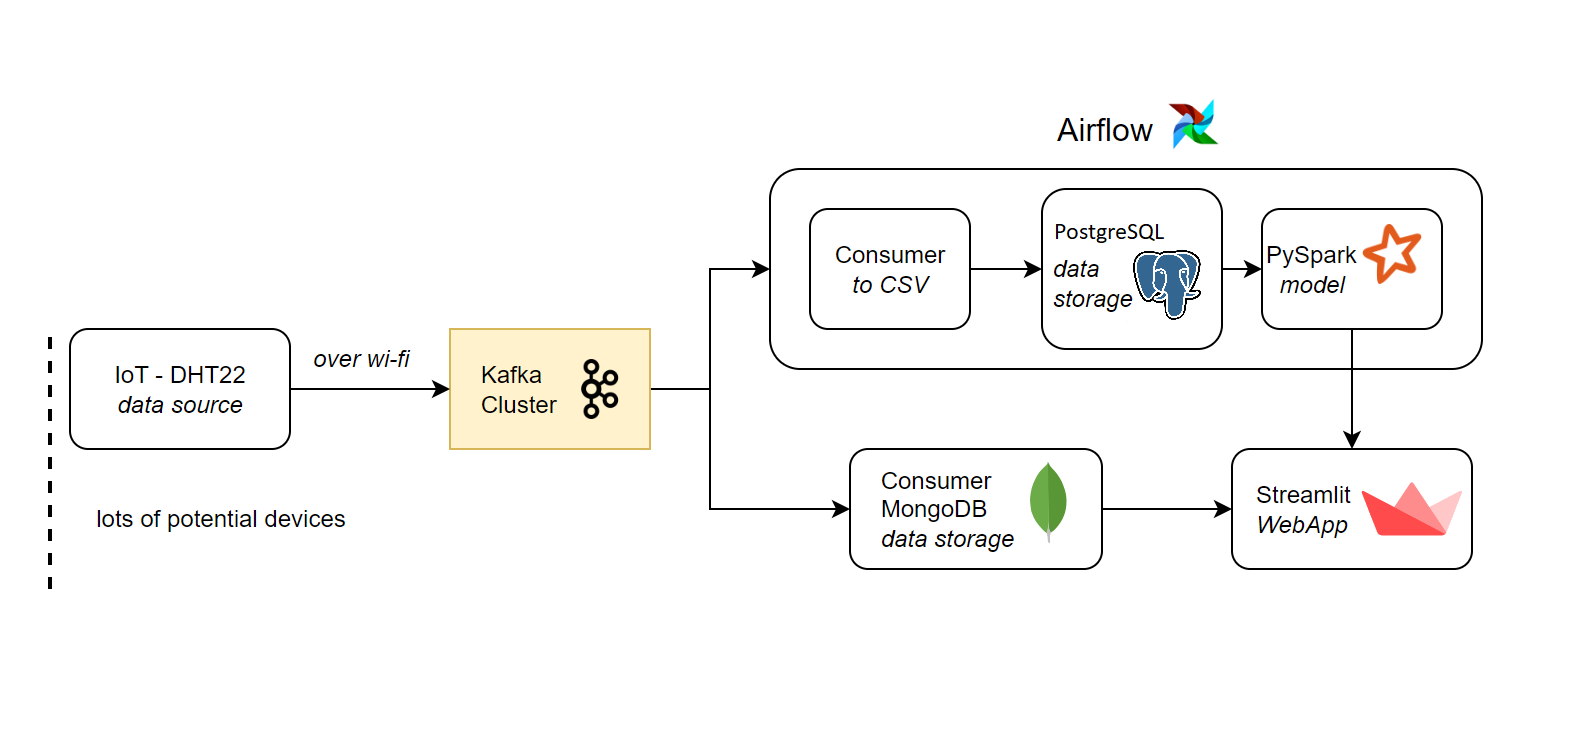 Airflow
Consumer
to CSV
PostgreSQL
data
storage
PySpark
model
IoT - DHT22
data source
over wi-fi
Kafka
Cluster
lots of potential devices
Consumer
MongoDB
data storage
Streamlit
WebApp